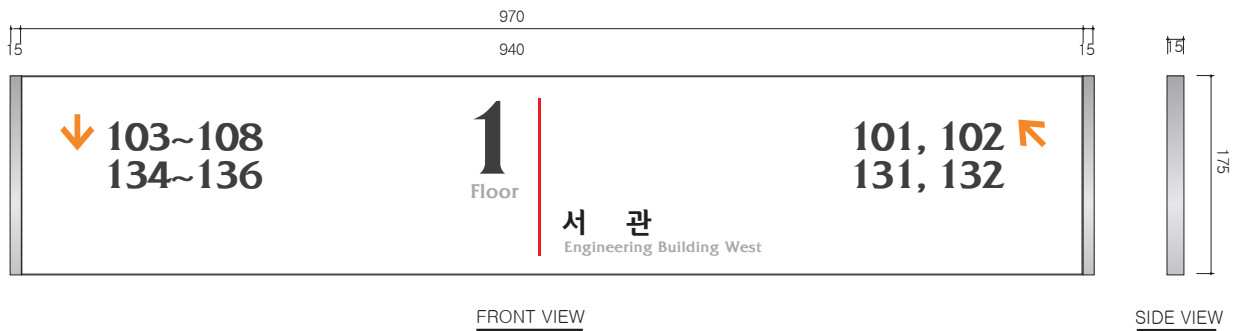 970
15
940
15
15
↓ 103~108
134~136
1
Floor
서 관
Engineering Building West
101, 102 ↖
131, 132
175
FRONT VIEW
SIDE VIEW